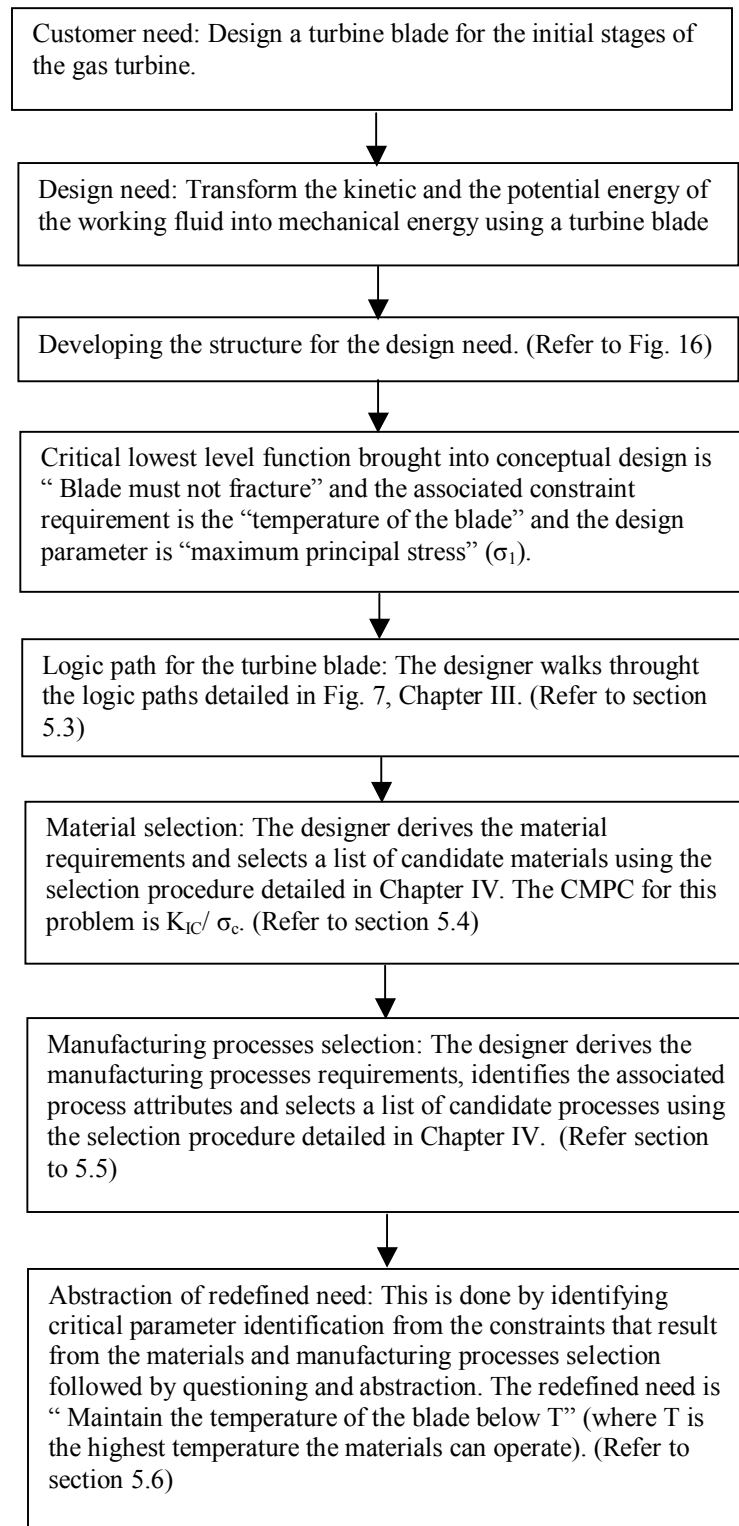 Customer need: Design a turbine blade for the initial stages of
the gas turbine.
Design need: Transform the kinetic and the potential energy of
the working fluid into mechanical energy using a turbine blade
Developing the structure for the design need. (Refer to Fig. 16)
Critical lowest level function brought into conceptual design is
“ Blade must not fracture” and the associated constraint
requirement is the “temperature of the blade” and the design
parameter is “maximum principal stress” (σ₁).
Logic path for the turbine blade: The designer walks throught
the logic paths detailed in Fig. 7, Chapter III. (Refer to section
5.3)
Material selection: The designer derives the material
requirements and selects a list of candidate materials using the
selection procedure detailed in Chapter IV. The CMPC for this
problem is K_IC/ σ_c. (Refer to section 5.4)
Manufacturing processes selection: The designer derives the
manufacturing processes requirements, identifies the associated
process attributes and selects a list of candidate processes using
the selection procedure detailed in Chapter IV.  (Refer section
to 5.5)
Abstraction of redefined need: This is done by identifying
critical parameter identification from the constraints that result
from the materials and manufacturing processes selection
followed by questioning and abstraction. The redefined need is
“ Maintain the temperature of the blade below T” (where T is
the highest temperature the materials can operate). (Refer to
section 5.6)